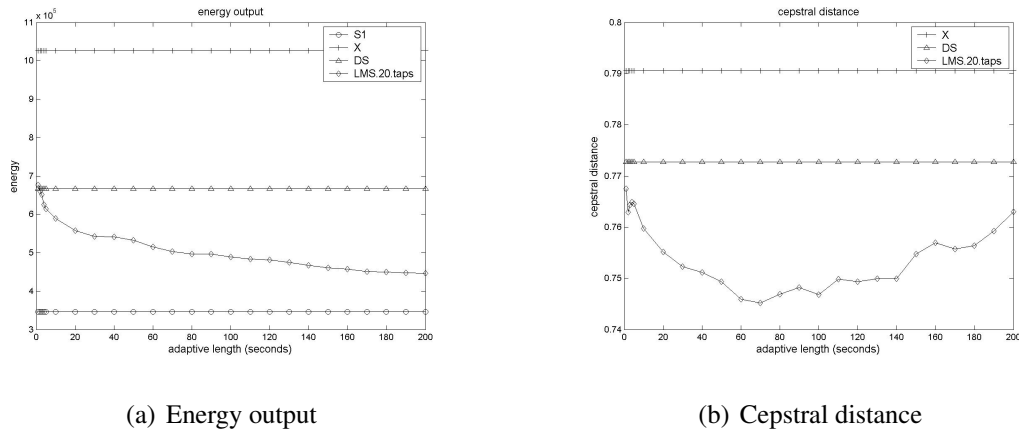 energy output
x 10^5
11
10
9
8
7
6
5
4
3
energy
0 20 40 60 80 100 120 140 160 180 200
adaptive length (seconds)
S1
X
DS
LMS.20.taps
(a) Energy output
cepstral distance
0.8
0.79
0.78
0.77
0.76
0.75
0.74
cepstral distance
0 20 40 60 80 100 120 140 160 180 200
adaptive length (seconds)
X
DS
LMS.20.taps
(b) Cepstral distance